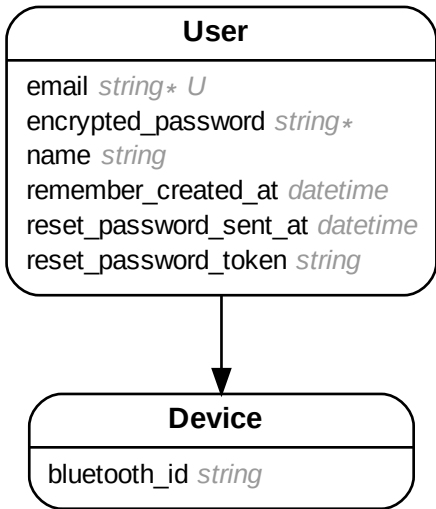 User
email string* U
encrypted_password string*
name string
remember_created_at datetime
reset_password_sent_at datetime
reset_password_token string
Device
bluetooth_id string